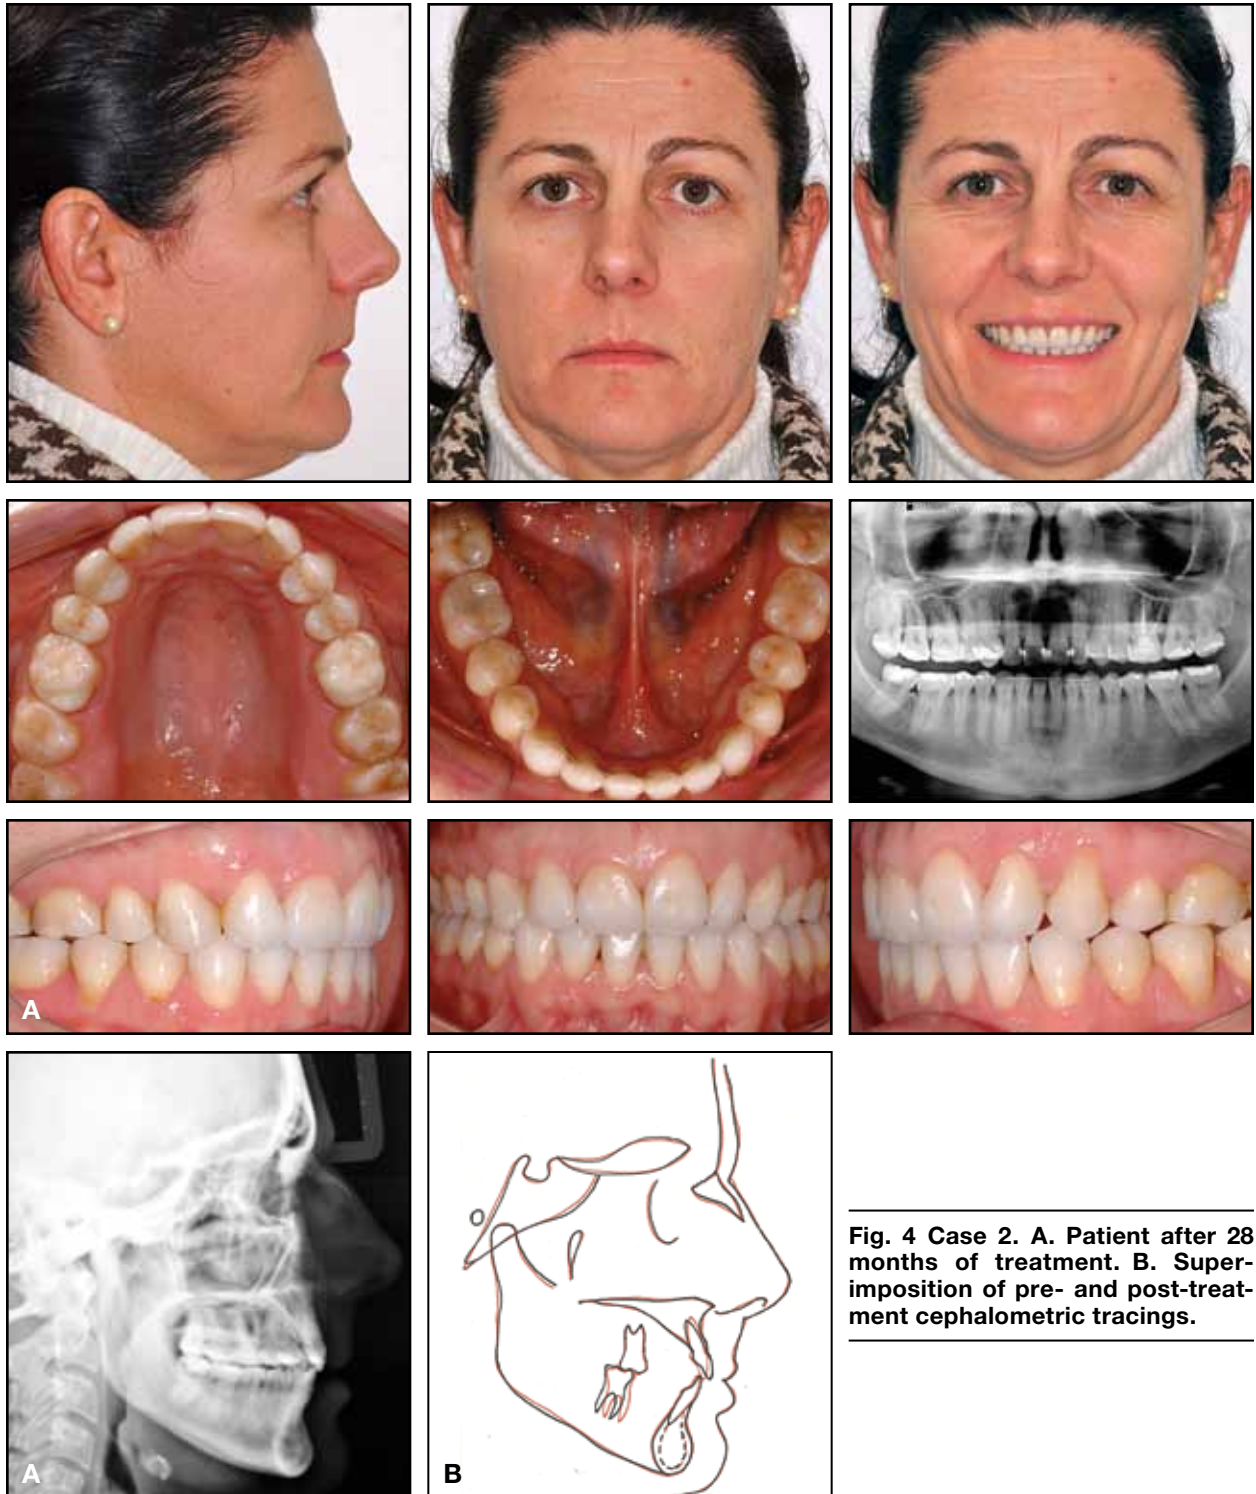 A
A
B
Fig. 4 Case 2. A. Patient after 28
months of treatment. B. Super-
imposition of pre- and post-treat-
ment cephalometric tracings.